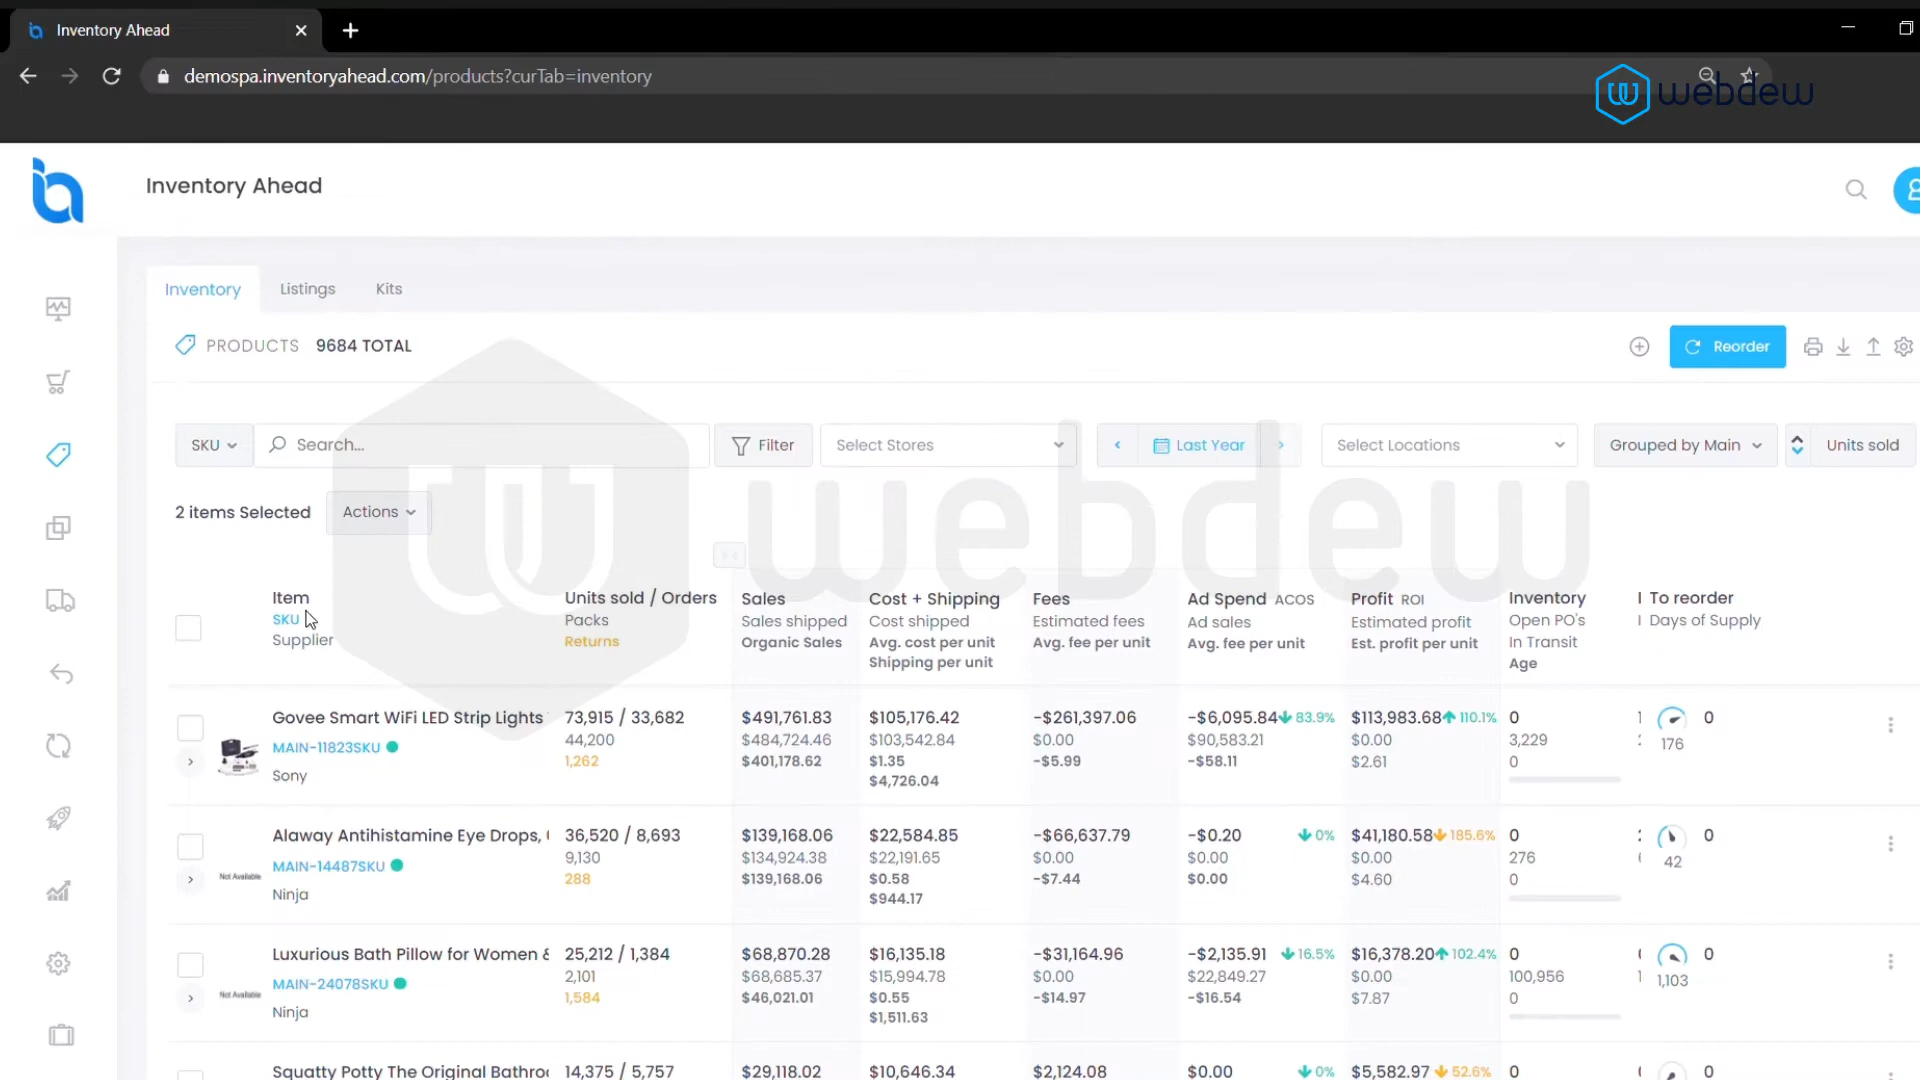 Inventory Ahead
demospa.inventoryahead.com/products?curTab=inventory
webdew
Inventory Ahead
Inventory Listings Kits
PRODUCTS 9684 TOTAL
Reorder
SKU Search... Filter Select Stores Last Year Select Locations Grouped by Main Units sold
2 items Selected Actions
webdew
Item Units sold / Orders Sales Cost + Shipping Fees Ad Spend ACOS Profit ROI Inventory To reorder
SKU Packs Sales shipped Cost shipped Estimated fees Ad sales Estimated profit Open PO's Days of Supply
Supplier Returns Organic Sales Avg. cost per unit Avg. fee per unit Avg. fee per unit Est. profit per unit In Transit
Shipping per unit Age
Govee Smart WiFi LED Strip Lights 73,915 / 33,682 $491,761.83 $105,176.42 -$261,397.06 -$6,095.84 83.9% $113,983.68 110.1% 0 0
MAIN-11823SKU 44,200 $484,724.46 $103,542.84 $0.00 $90,583.21 $0.00 3,229 176
Sony 1,262 $401,178.62 $1.35 -$5.99 -$58.11 $2.61 0
$4,726.04
Alaway Antihistamine Eye Drops, 36,520 / 8,693 $139,168.06 $22,584.85 -$66,637.79 -$0.20 0% $41,180.58 185.6% 0 0
MAIN-14487SKU 9,130 $134,924.38 $22,191.65 $0.00 $0.00 $0.00 276 42
Not Available
Ninja 288 $139,168.06 $0.58 -$7.44 $0.00 $4.60 0
$944.17
Luxurious Bath Pillow for Women & 25,212 / 1,384 $68,870.28 $16,135.18 -$31,164.96 -$2,135.91 16.5% $16,378.20 102.4% 0 0
MAIN-24078SKU 2,101 $68,685.37 $15,994.78 $0.00 $22,849.27 $0.00 100,956 1,103
Not Available
Ninja 1,584 $46,021.01 $0.55 -$14.97 -$16.54 $7.87 0
$1,511.63
Squatty Potty The Original Bathroo 14,375 / 5,757 $29,118.02 $10,646.34 $2,124.08 $0.00 0% $5,582.97 52.6% 0 0